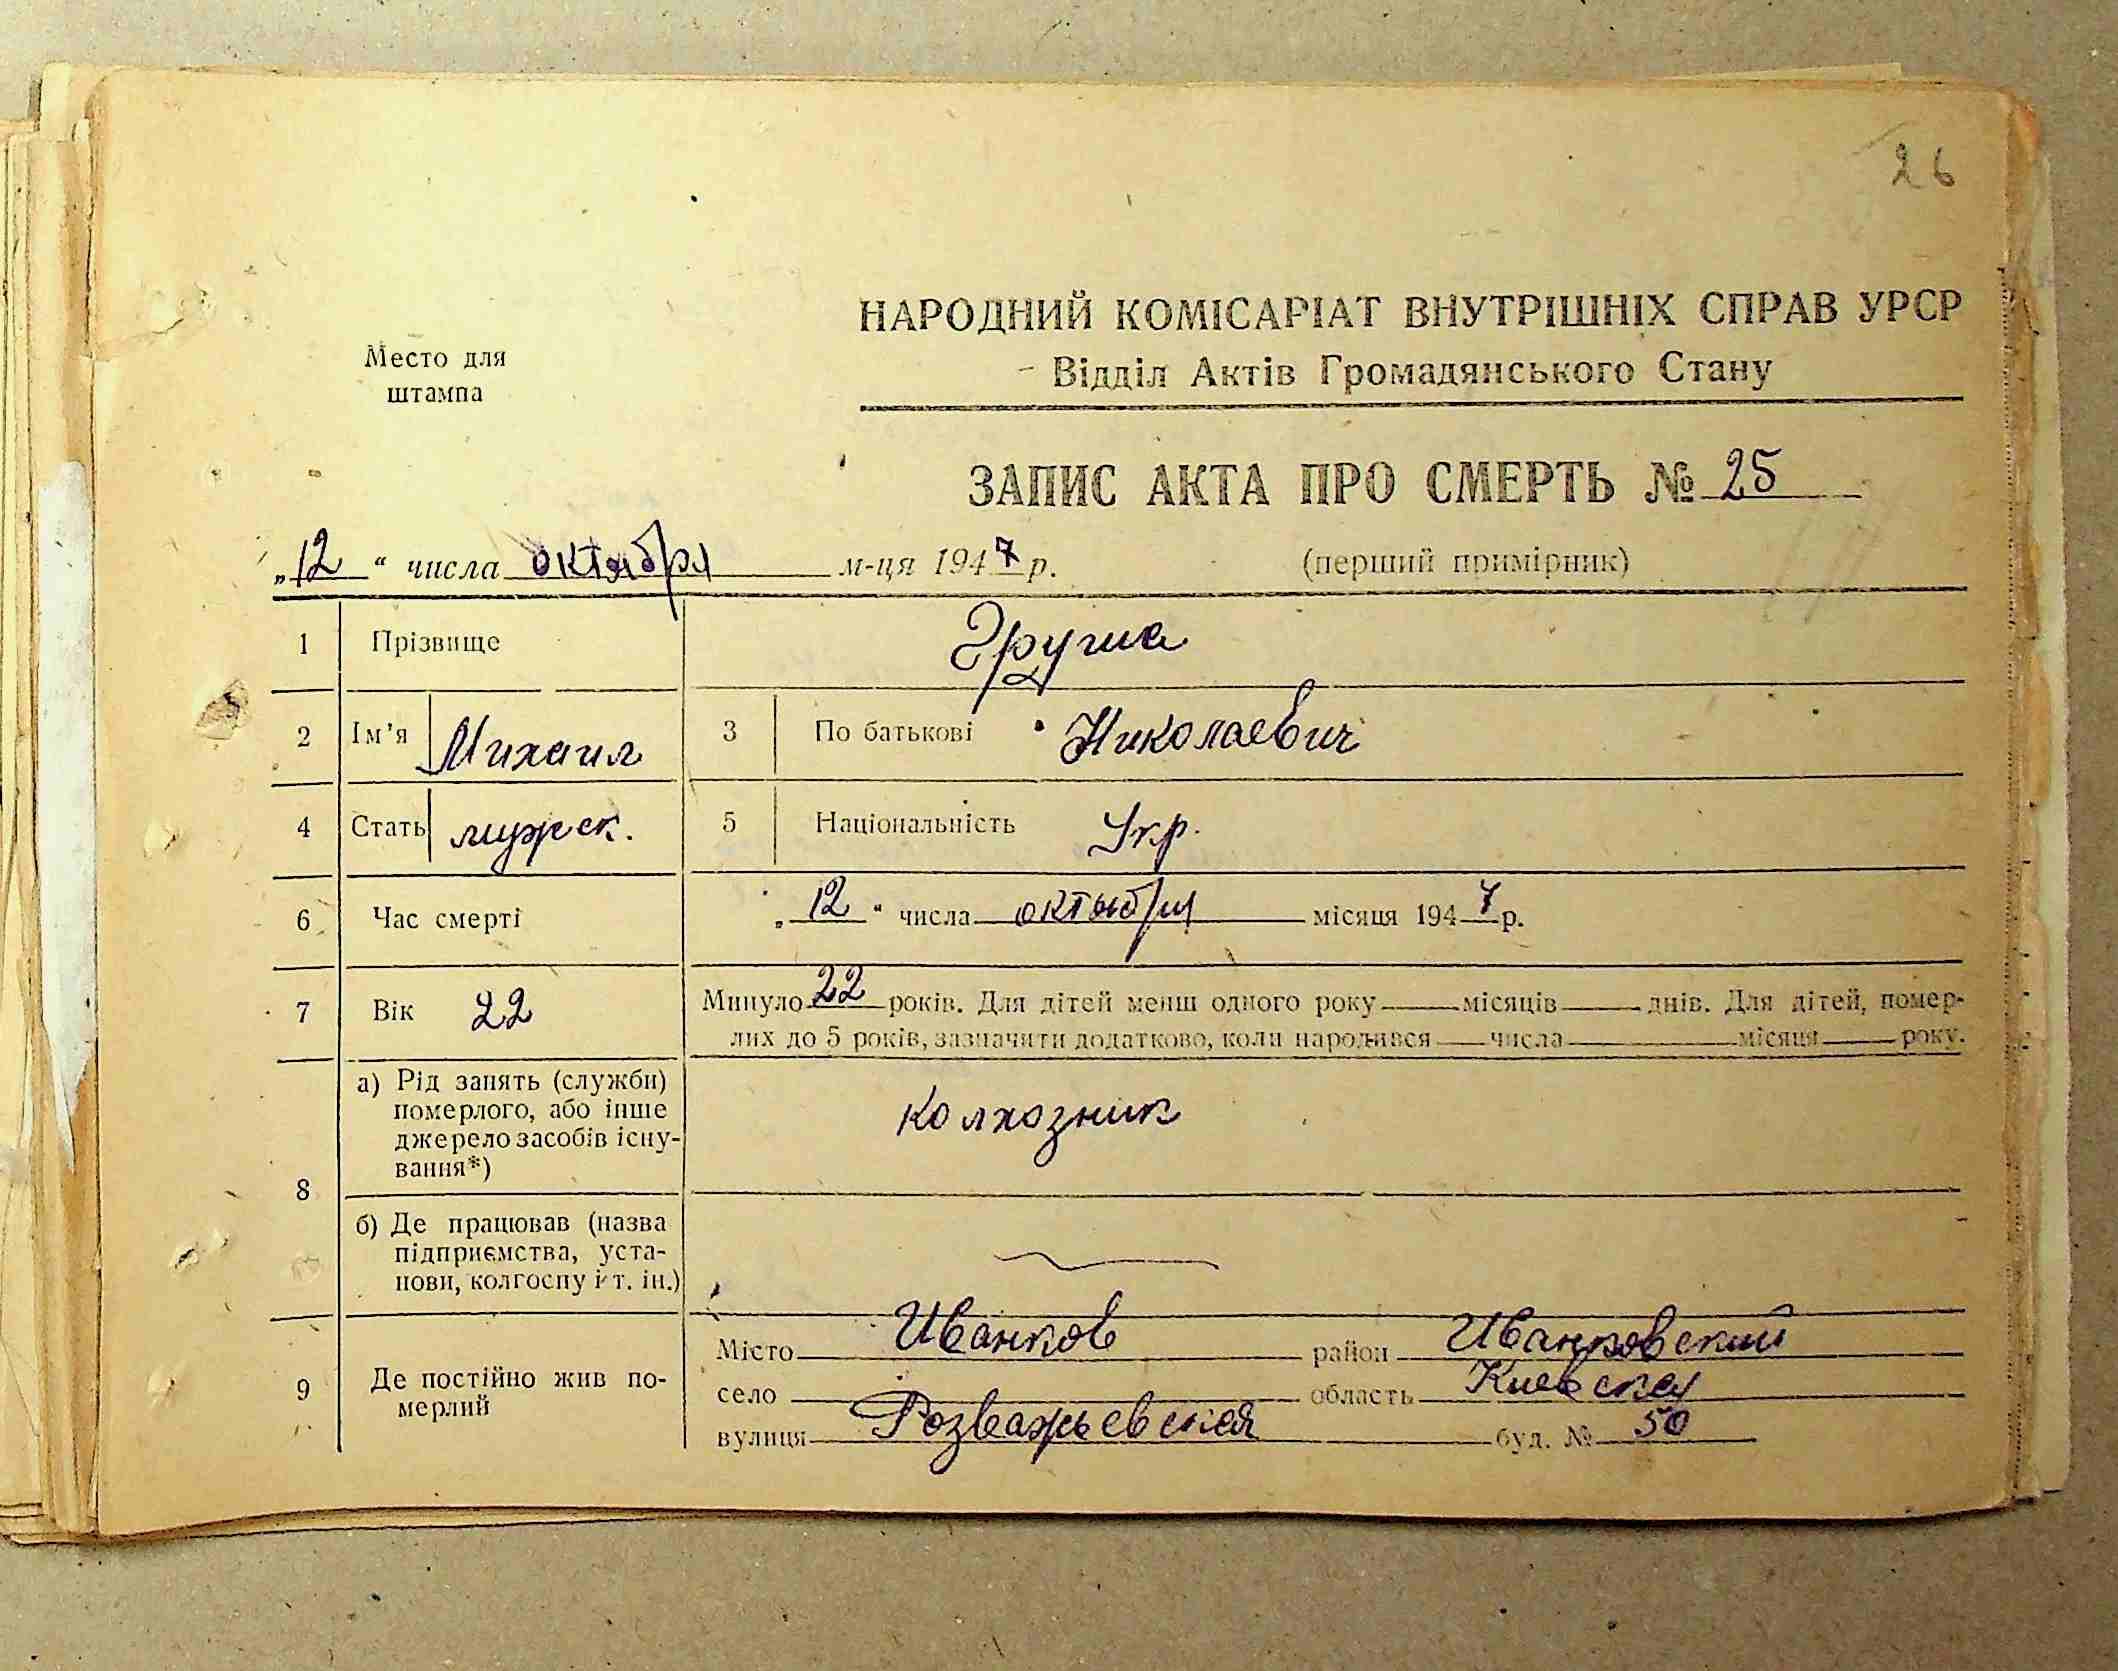 26
НАРОДНИЙ КОМІСАРІАТ ВНУТРІШНІХ СПРАВ УРСР
Відділ Актів Громадянського Стану
Место для
штампа
ЗАПИС АКТА ПРО СМЕРТЬ № 25
„12“ числа октября м-ця 1947 р. (перший примірник)
1 Прізвище
2 Ім'я Михаил 3 По батькові Николаевич
4 Стать мужск. 5 Національність Укр.
6 Час смерті „12“ числа октября місяця 1947 р.
7 Вік 22 Минуло 22 років. Для дітей менш одного року місяців днів. Для дітей, помер-
лих до 5 років, зазначити додатково, коли народився числа місяця року.
8 а) Рід занять (служби)
померлого, або інше
джерело засобів існу-
вання*)
колхозник
б) Де працював (назва
підприємства, уста-
нови, колгоспу і т. ін.)
9 Де постійно жив по-
мерлий
Місто Иванков район Иванковский
село область Киевская
вулиця Розважьевская буд. № 50